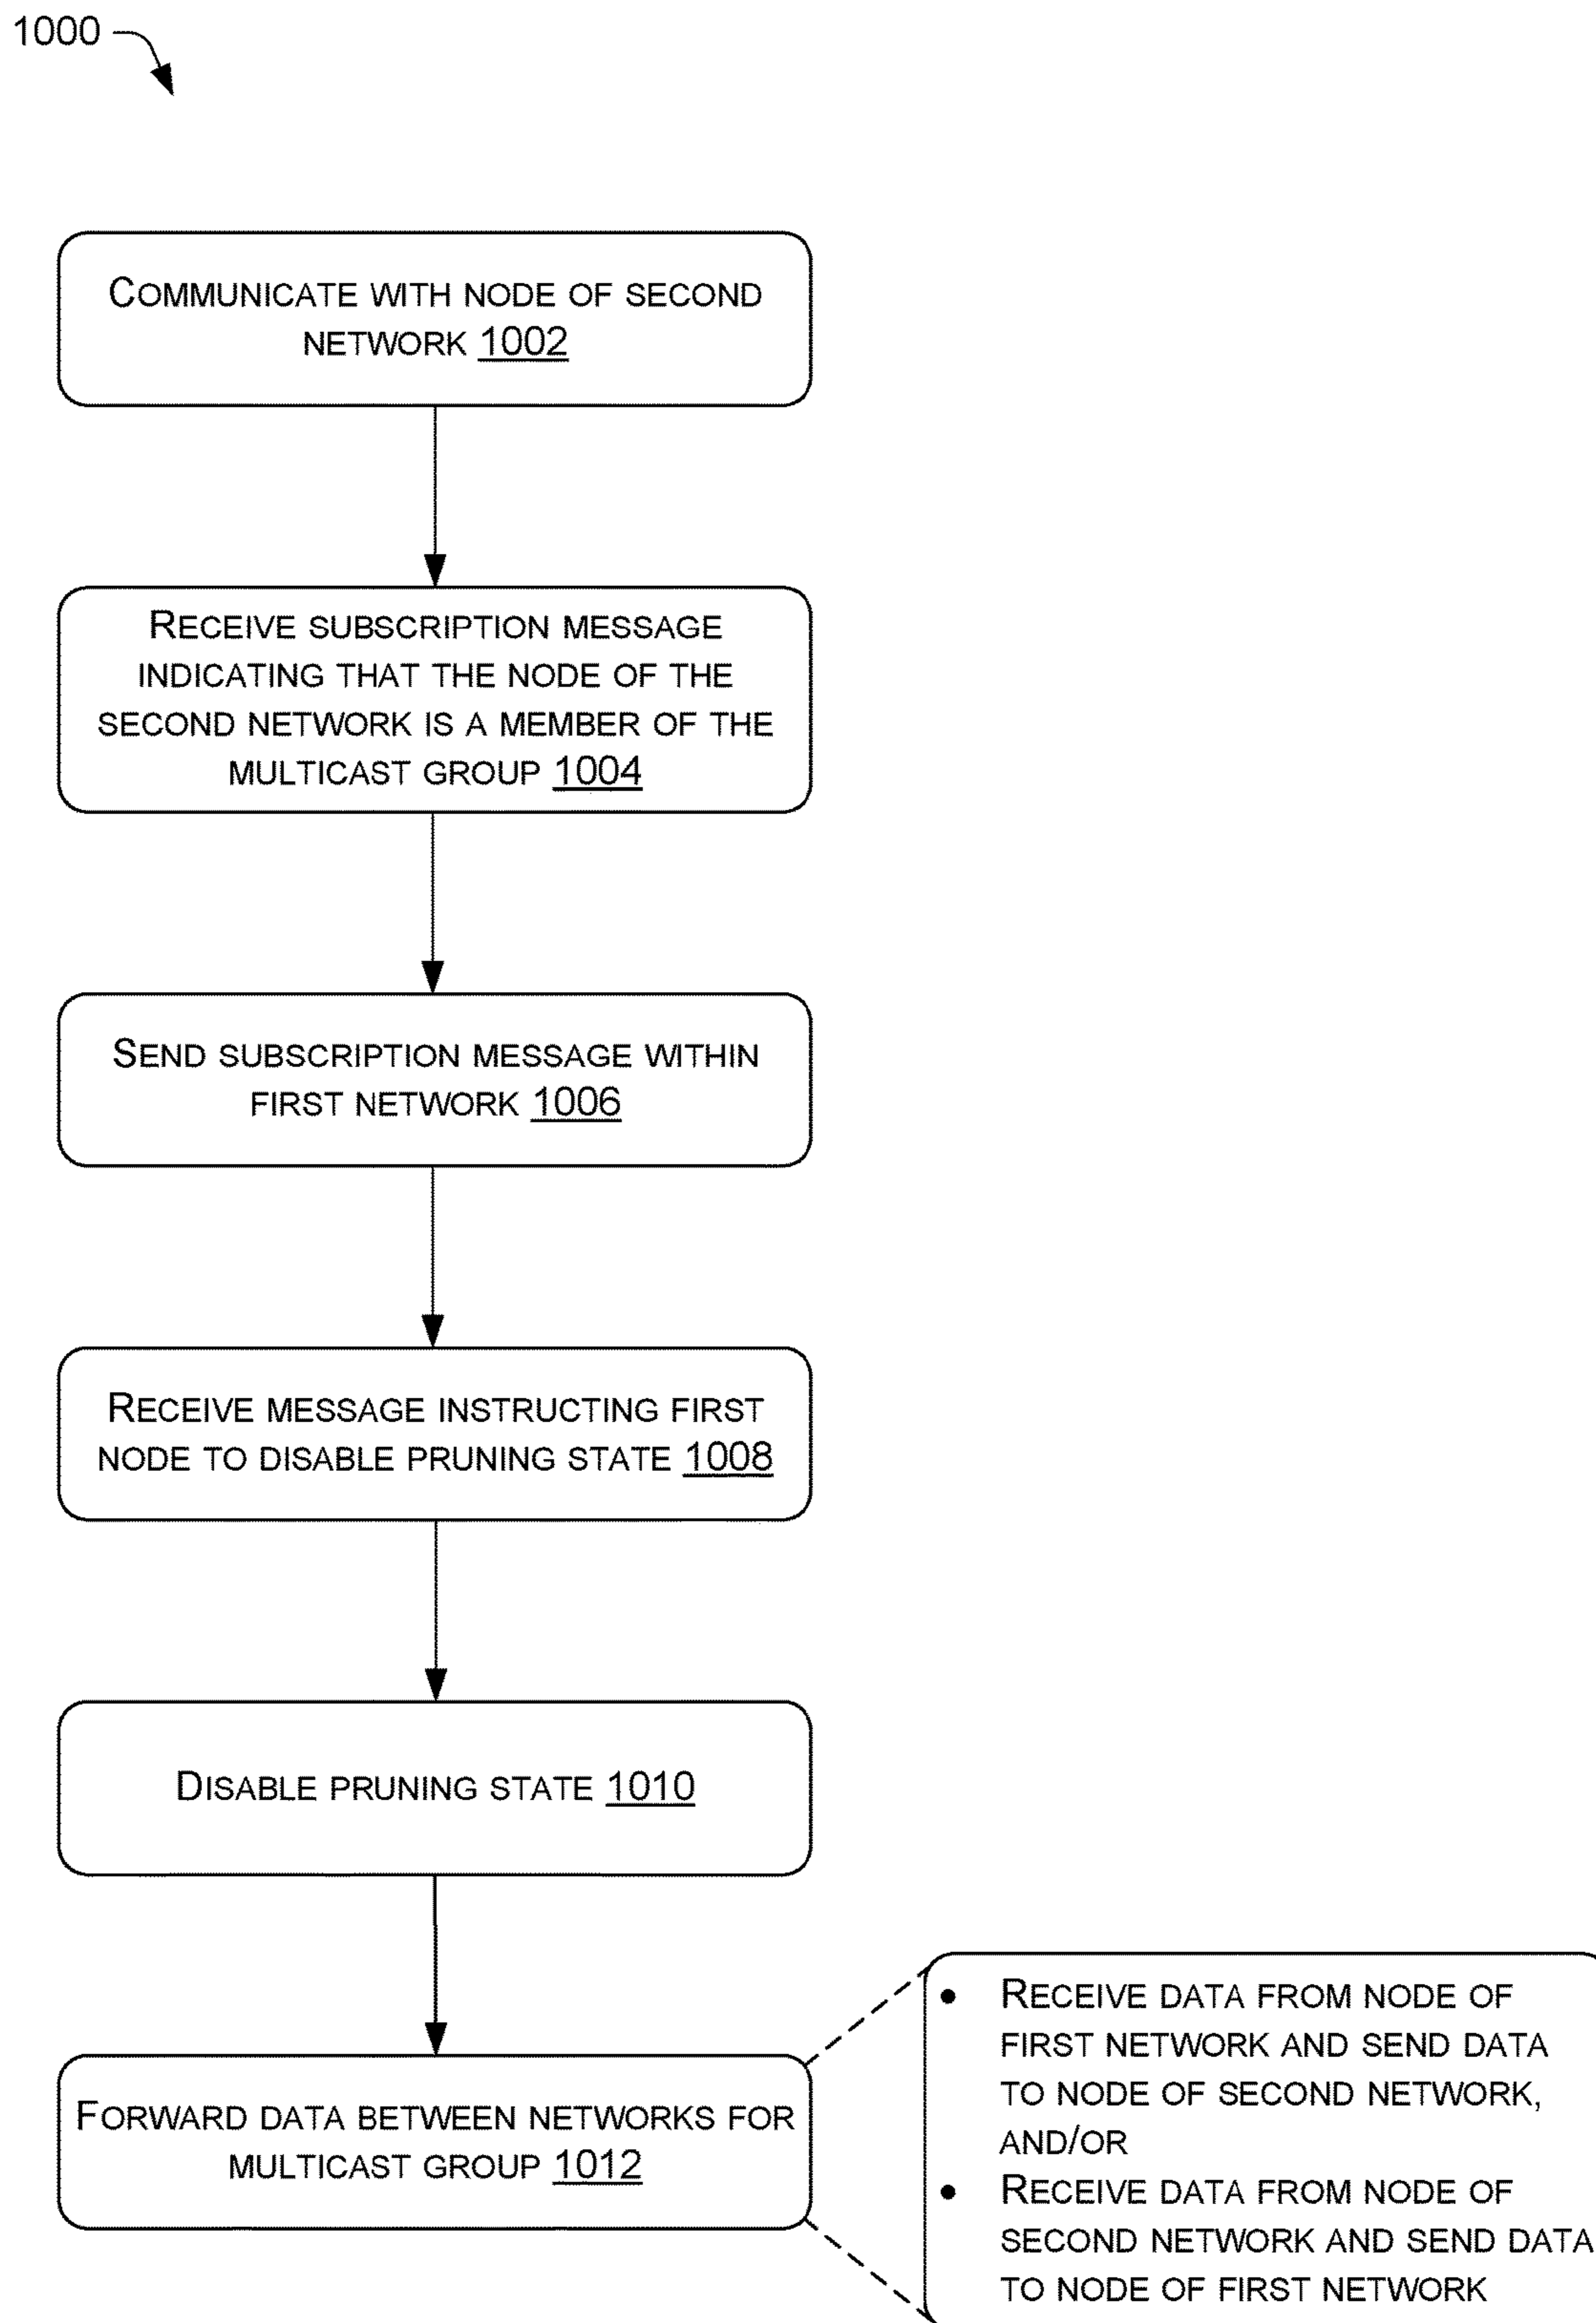 1000
COMMUNICATE WITH NODE OF SECOND
NETWORK 1002
RECEIVE SUBSCRIPTION MESSAGE
INDICATING THAT THE NODE OF THE
SECOND NETWORK IS A MEMBER OF THE
MULTICAST GROUP 1004
SEND SUBSCRIPTION MESSAGE WITHIN
FIRST NETWORK 1006
RECEIVE MESSAGE INSTRUCTING FIRST
NODE TO DISABLE PRUNING STATE 1008
DISABLE PRUNING STATE 1010
FORWARD DATA BETWEEN NETWORKS FOR
MULTICAST GROUP 1012
• RECEIVE DATA FROM NODE OF
FIRST NETWORK AND SEND DATA
TO NODE OF SECOND NETWORK,
AND/OR
• RECEIVE DATA FROM NODE OF
SECOND NETWORK AND SEND DATA
TO NODE OF FIRST NETWORK